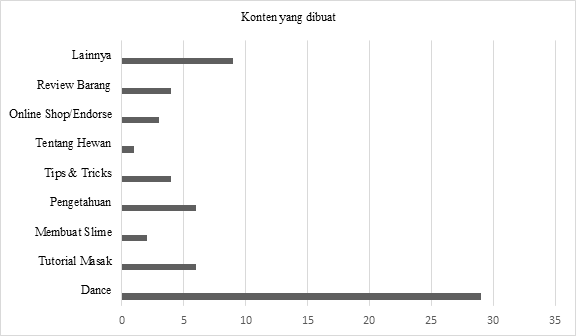 Konten yang dibuat
Lainnya
Review Barang
Online Shop/Endorse
Tentang Hewan
Tips & Tricks
Pengetahuan
Membuat Slime
Tutorial Masak
Dance
0 5 10 15 20 25 30 35